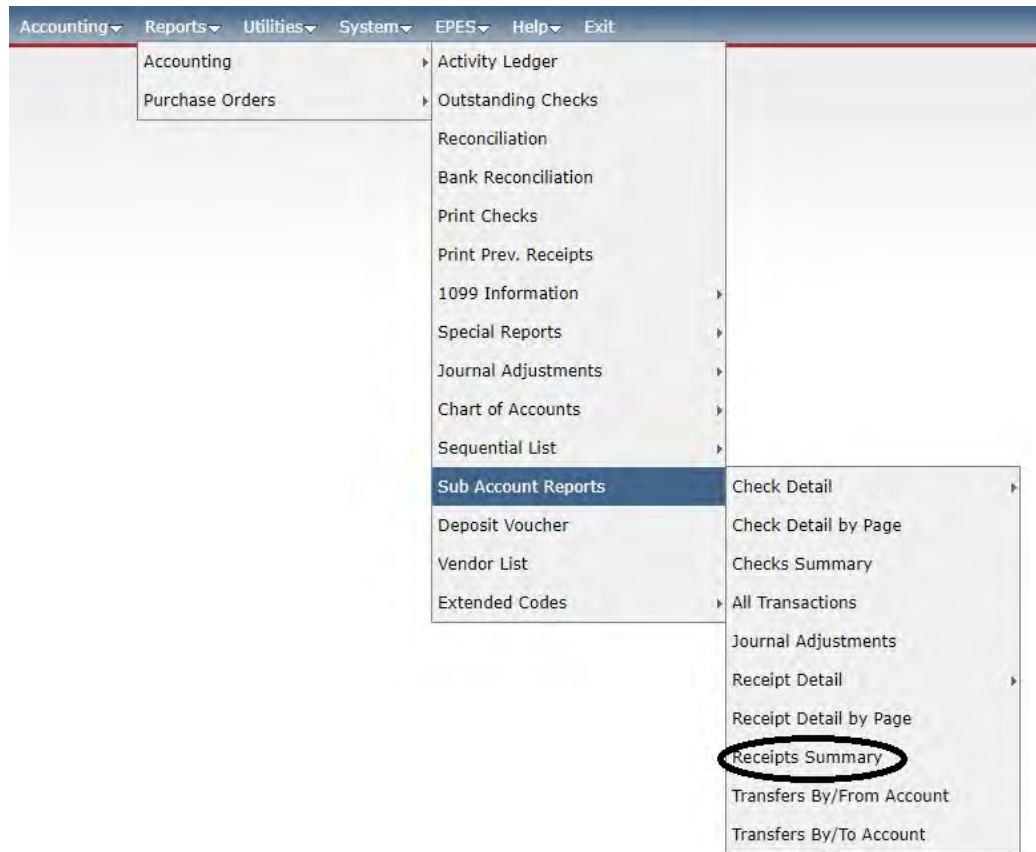 Accounting Reports Utilities System EPES Help Exit
Accounting
Purchase Orders
Activity Ledger
Outstanding Checks
Reconciliation
Bank Reconciliation
Print Checks
Print Prev. Receipts
1099 Information
Special Reports
Journal Adjustments
Chart of Accounts
Sequential List
Sub Account Reports
Deposit Voucher
Vendor List
Extended Codes
Check Detail
Check Detail by Page
Checks Summary
All Transactions
Journal Adjustments
Receipt Detail
Receipt Detail by Page
Receipts Summary
Transfers By/From Account
Transfers By/To Account